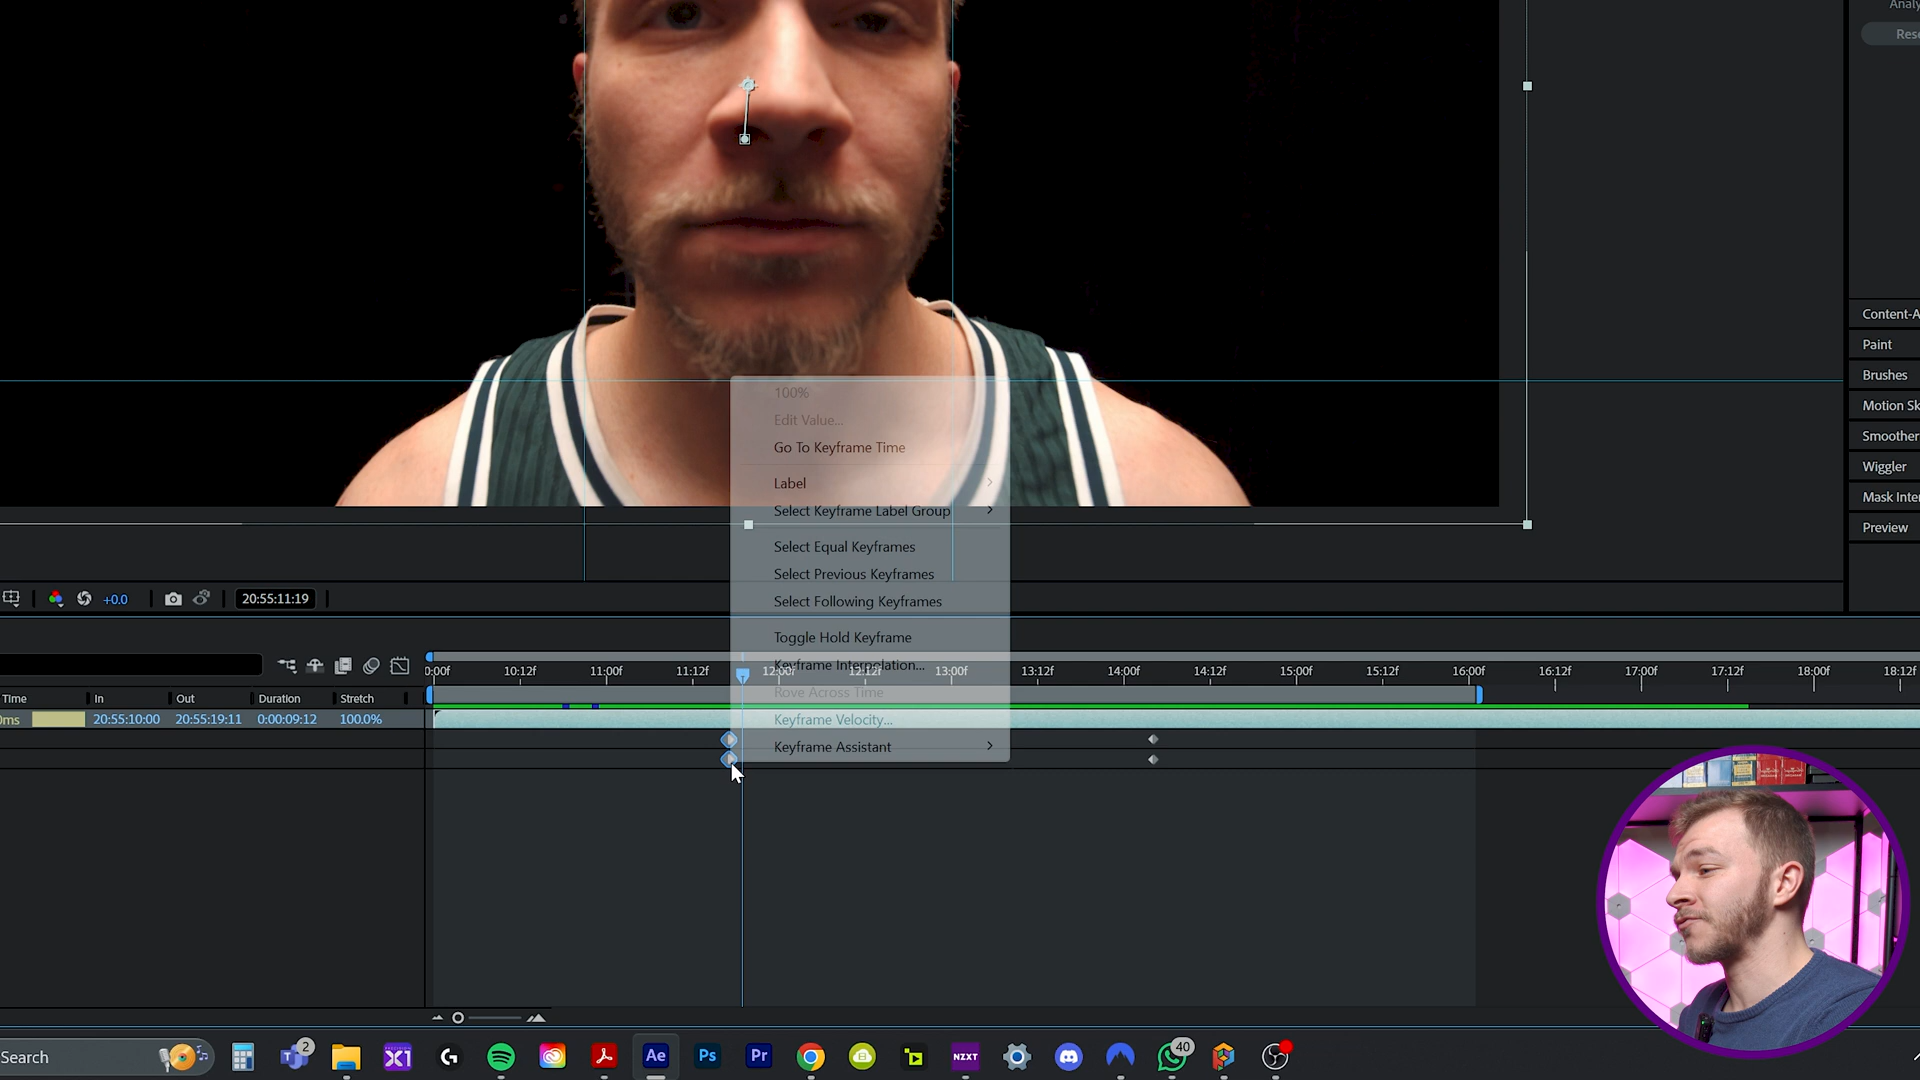 Analy
Rese
Content-A
Paint
Brushes
Motion Sk
Smoother
Wiggler
Mask Inter
Preview
100%
Edit Value...
Go To Keyframe Time
Label
Select Keyframe Label Group
Select Equal Keyframes
Select Previous Keyframes
Select Following Keyframes
Toggle Hold Keyframe
Keyframe Interpolation...
Rove Across Time
Keyframe Velocity...
Keyframe Assistant
+0.0 20:55:11:19
0:00f 10:12f 11:00f 11:12f 12:00f 12:12f 13:00f 13:12f 14:00f 14:12f 15:00f 15:12f 16:00f 16:12f 17:00f 17:12f 18:00f 18:12f
Time In Out Duration Stretch
0ms 20:55:10:00 20:55:19:11 0:00:09:12 100.0%
Search 2 X1 G Ae Ps Pr NZXT 40